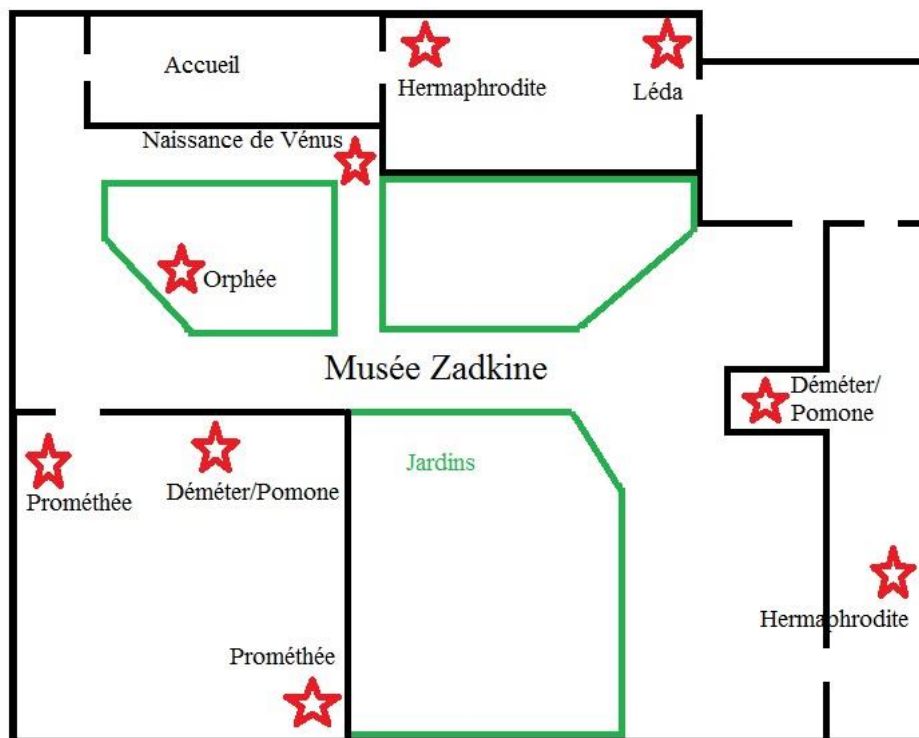 Accueil
Hermaphrodite
Léda
Naissance de Vénus
Orphée
Musée Zadkine
Déméter/
Pomone
Jardins
Prométhée
Déméter/Pomone
Hermaphrodite
Prométhée